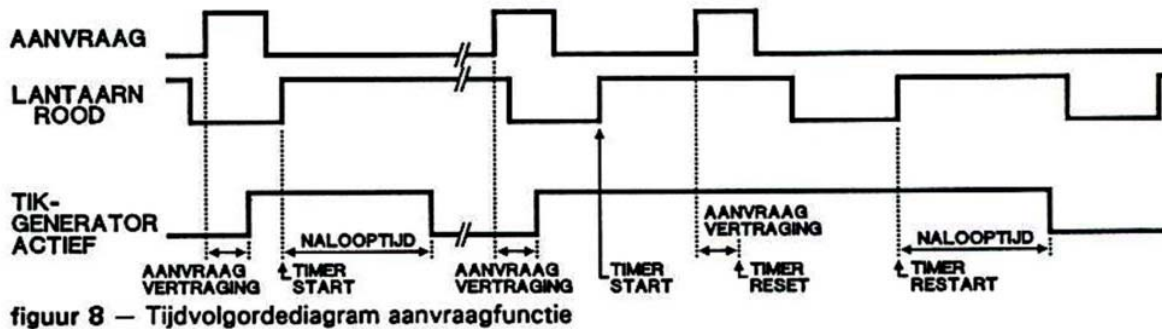 AANVRAAG
LANTAARN
ROOD
TIK-
GENERATOR
ACTIEF
AANVRAAG
VERTRAGING
NALOOPTIJD
TIMER
START
AANVRAAG
VERTRAGING
TIMER
START
AANVRAAG
VERTRAGING
TIMER
RESET
NALOOPTIJD
TIMER
RESTART
figuur 8 — Tijdvolgordediagram aanvraagfunctie